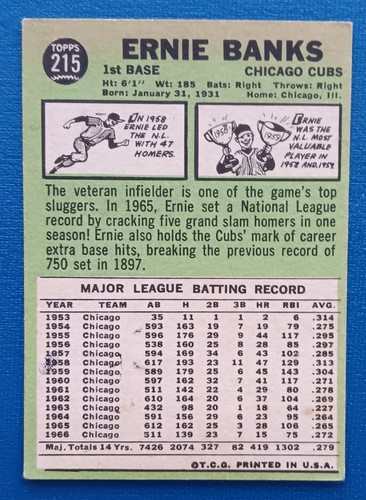 TOPPS
215
ERNIE BANKS
1st BASE CHICAGO CUBS
Ht: 6'1" Wt: 185 Bats: Right Throws: Right
Born: January 31, 1931 Home: Chicago, Ill.
IN 1958
ERNIE LED
THE N.L.
WITH 47
HOMERS.
1958
1959
ERNIE
WAS THE
N.L. MOST
VALUABLE
PLAYER IN
1958 AND 1959.
The veteran infielder is one of the game's top
sluggers. In 1965, Ernie set a National League
record by cracking five grand slam homers in one
season! Ernie also holds the Cubs' mark of career
extra base hits, breaking the previous record of
750 set in 1897.
MAJOR LEAGUE BATTING RECORD
YEAR TEAM AB H 2B 3B HR RBI AVG.
1953 Chicago 35 11 1 1 2 6 .314
1954 Chicago 593 163 19 7 19 79 .275
1955 Chicago 596 176 29 9 44 117 .295
1956 Chicago 538 160 25 8 28 85 .297
1957 Chicago 594 169 34 6 43 102 .285
1958 Chicago 617 193 23 11 47 129 .313
1959 Chicago 589 179 25 6 45 143 .304
1960 Chicago 597 162 32 7 41 117 .271
1961 Chicago 511 142 22 4 29 80 .278
1962 Chicago 610 164 20 6 37 104 .269
1963 Chicago 432 98 20 1 18 64 .227
1964 Chicago 591 156 29 6 23 95 .264
1965 Chicago 612 162 25 3 28 106 .265
1966 Chicago 511 139 23 7 15 75 .272
Maj. Totals 14 Yrs. 7426 2074 327 82 419 1302 .279
©T.C.G. PRINTED IN U.S.A.